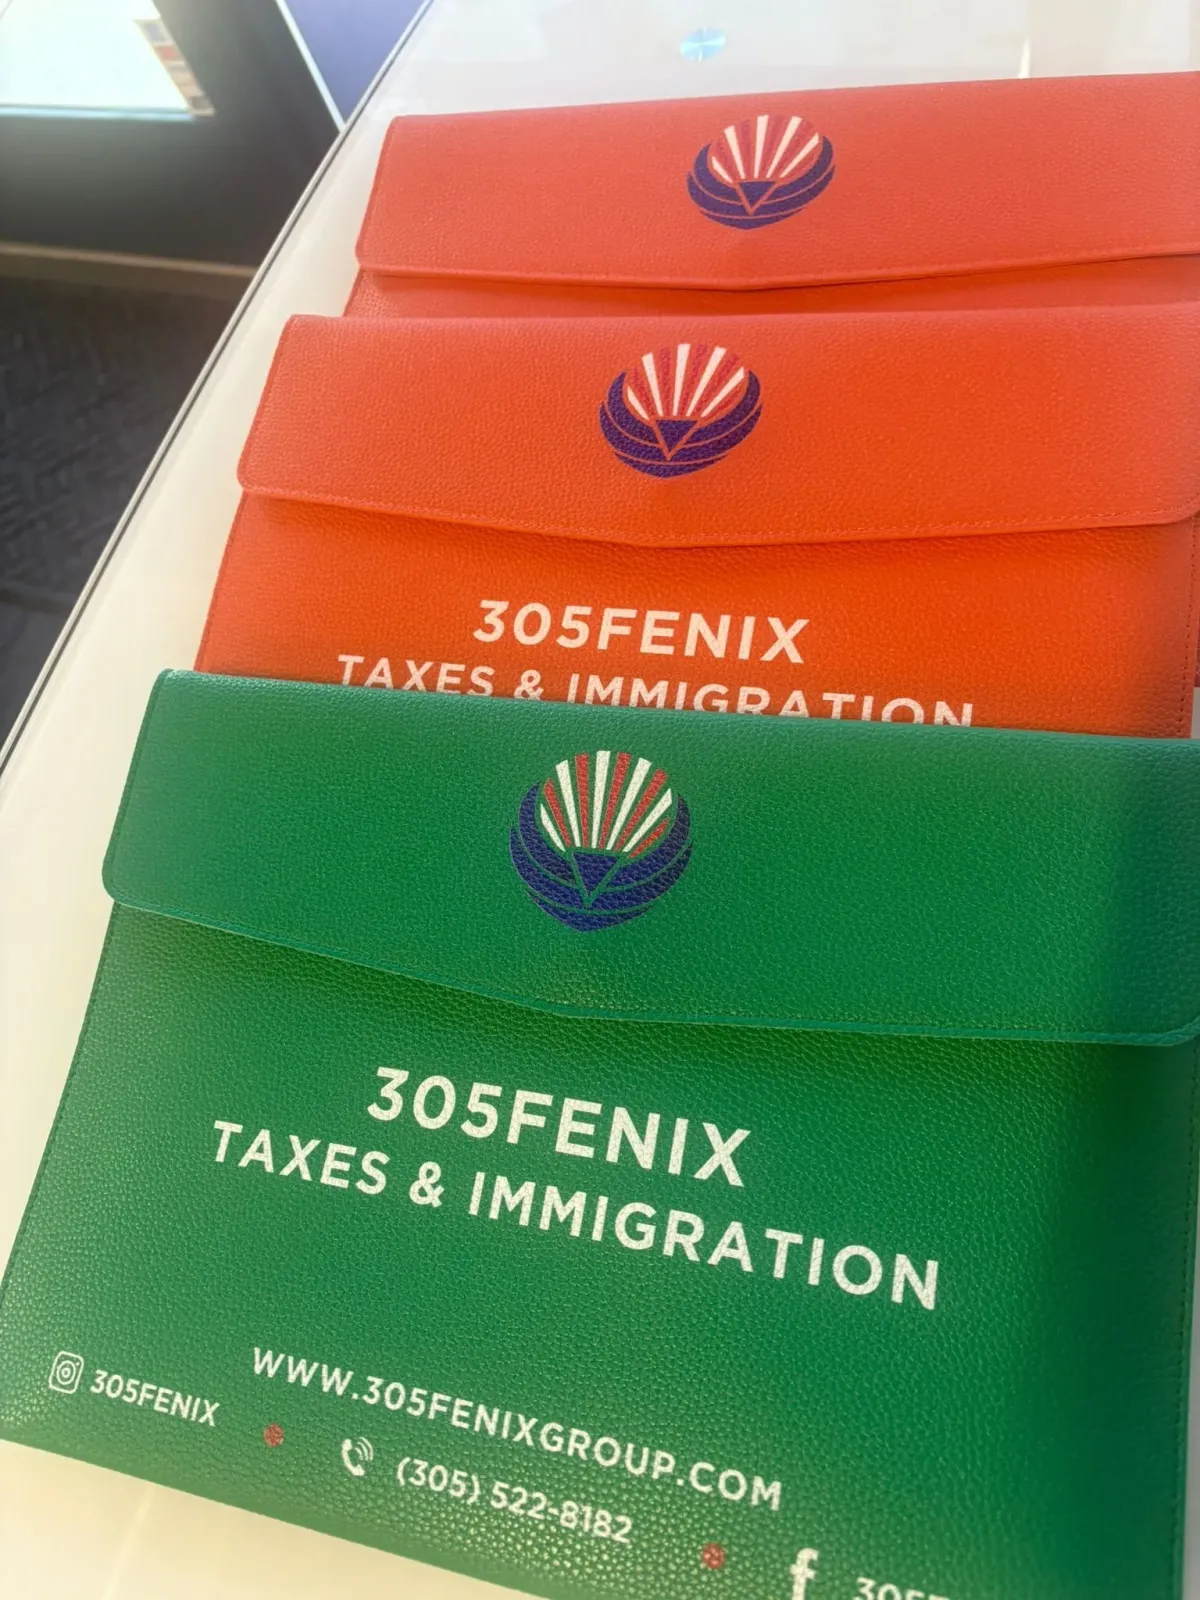 305FENIX
TAXES & IMMIGRATION
305FENIX
TAXES & IMMIGRATION
WWW.305FENIXGROUP.COM
305FENIX
(305) 522-8182